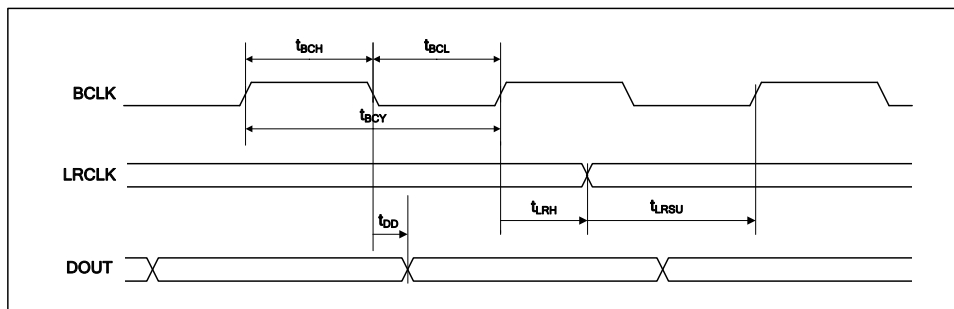 tBCH tBCL
BCLK
tBCY
LRCLK
tLRH tLRSU
tDD
DOUT